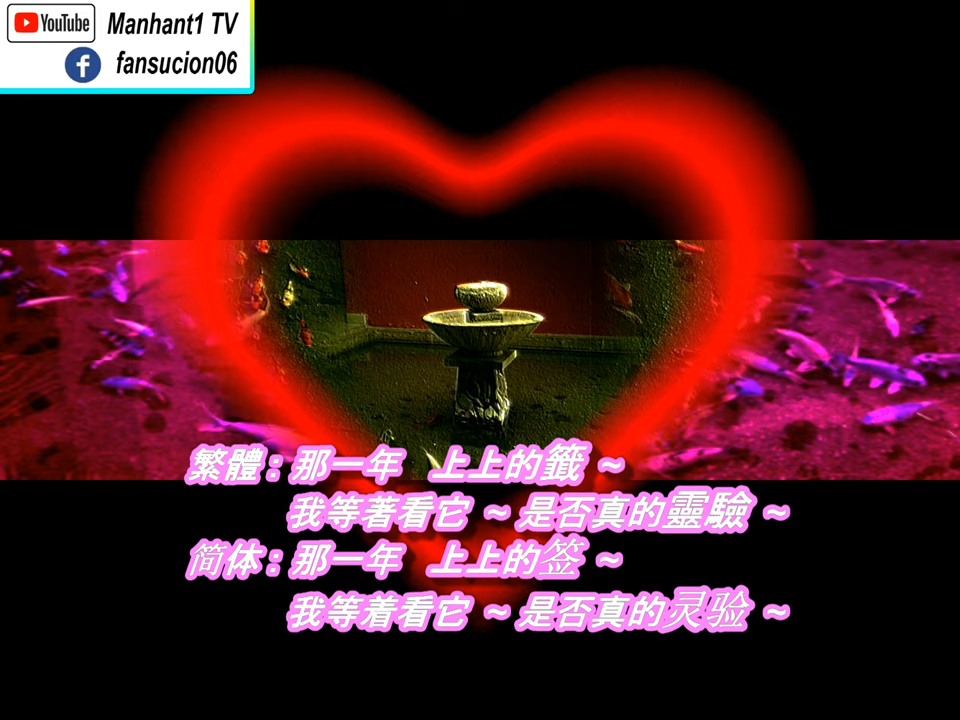 YouTube Manhant1 TV
fansucion06
繁體 : 那一年 上上的籤 ~
我等著看它 ~ 是否真的靈驗 ~
简体 : 那一年 上上的签 ~
我等着看它 ~ 是否真的灵验 ~